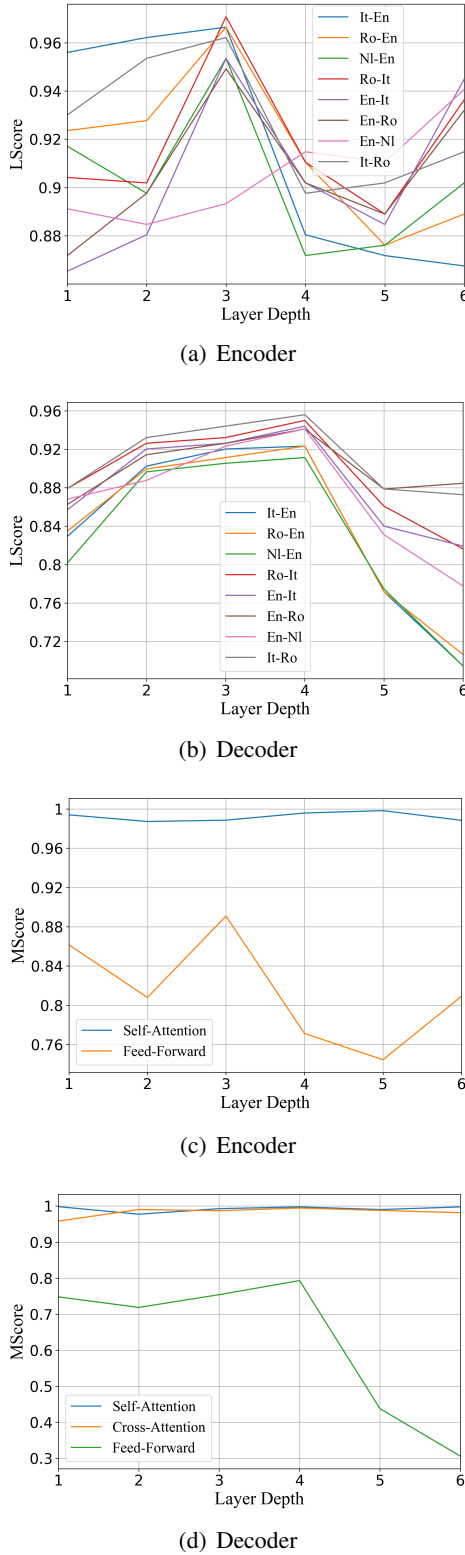 0.96
0.94
0.92
0.9
0.88
LScore
It-En
Ro-En
Nl-En
Ro-It
En-It
En-Ro
En-Nl
It-Ro
1 2 3 4 5 6
Layer Depth
(a) Encoder
0.96
0.92
0.88
0.84
0.8
0.76
0.72
LScore
It-En
Ro-En
Nl-En
Ro-It
En-It
En-Ro
En-Nl
It-Ro
1 2 3 4 5 6
Layer Depth
(b) Decoder
1
0.96
0.92
0.88
0.84
0.8
0.76
MScore
Self-Attention
Feed-Forward
1 2 3 4 5 6
Layer Depth
(c) Encoder
1
0.9
0.8
0.7
0.6
0.5
0.4
0.3
MScore
Self-Attention
Cross-Attention
Feed-Forward
1 2 3 4 5 6
Layer Depth
(d) Decoder